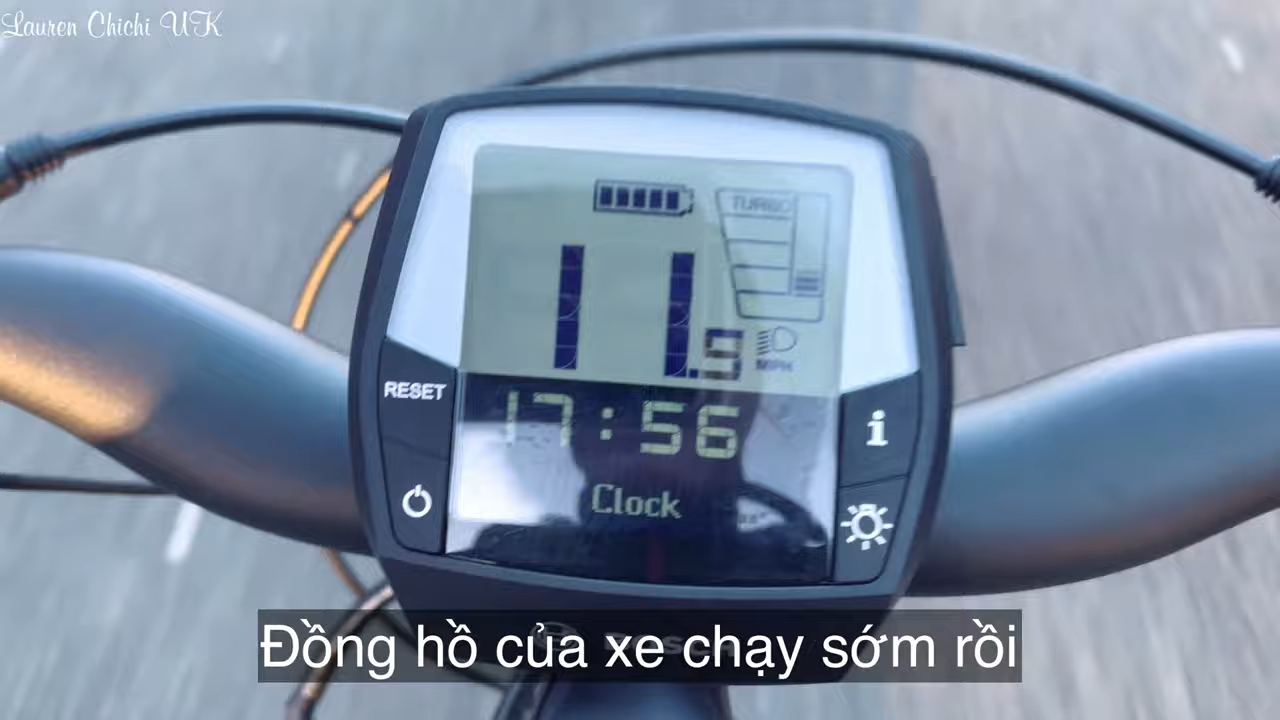 Lauren Chichi UK
TURBO
11.5
MPH
RESET
17:56
i
Clock
Đồng hồ của xe chạy sớm rồi